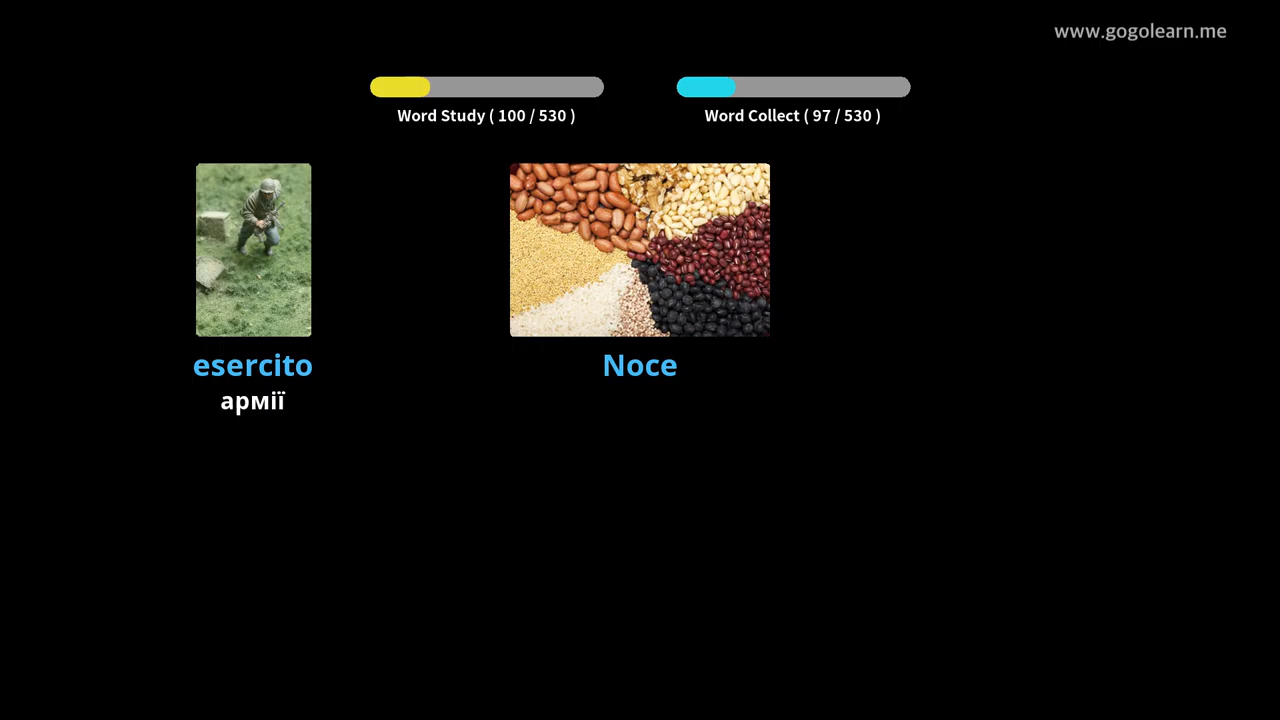 www.gogolearn.me
Word Study ( 100 / 530 )
Word Collect ( 97 / 530 )
esercito
армії
Noce